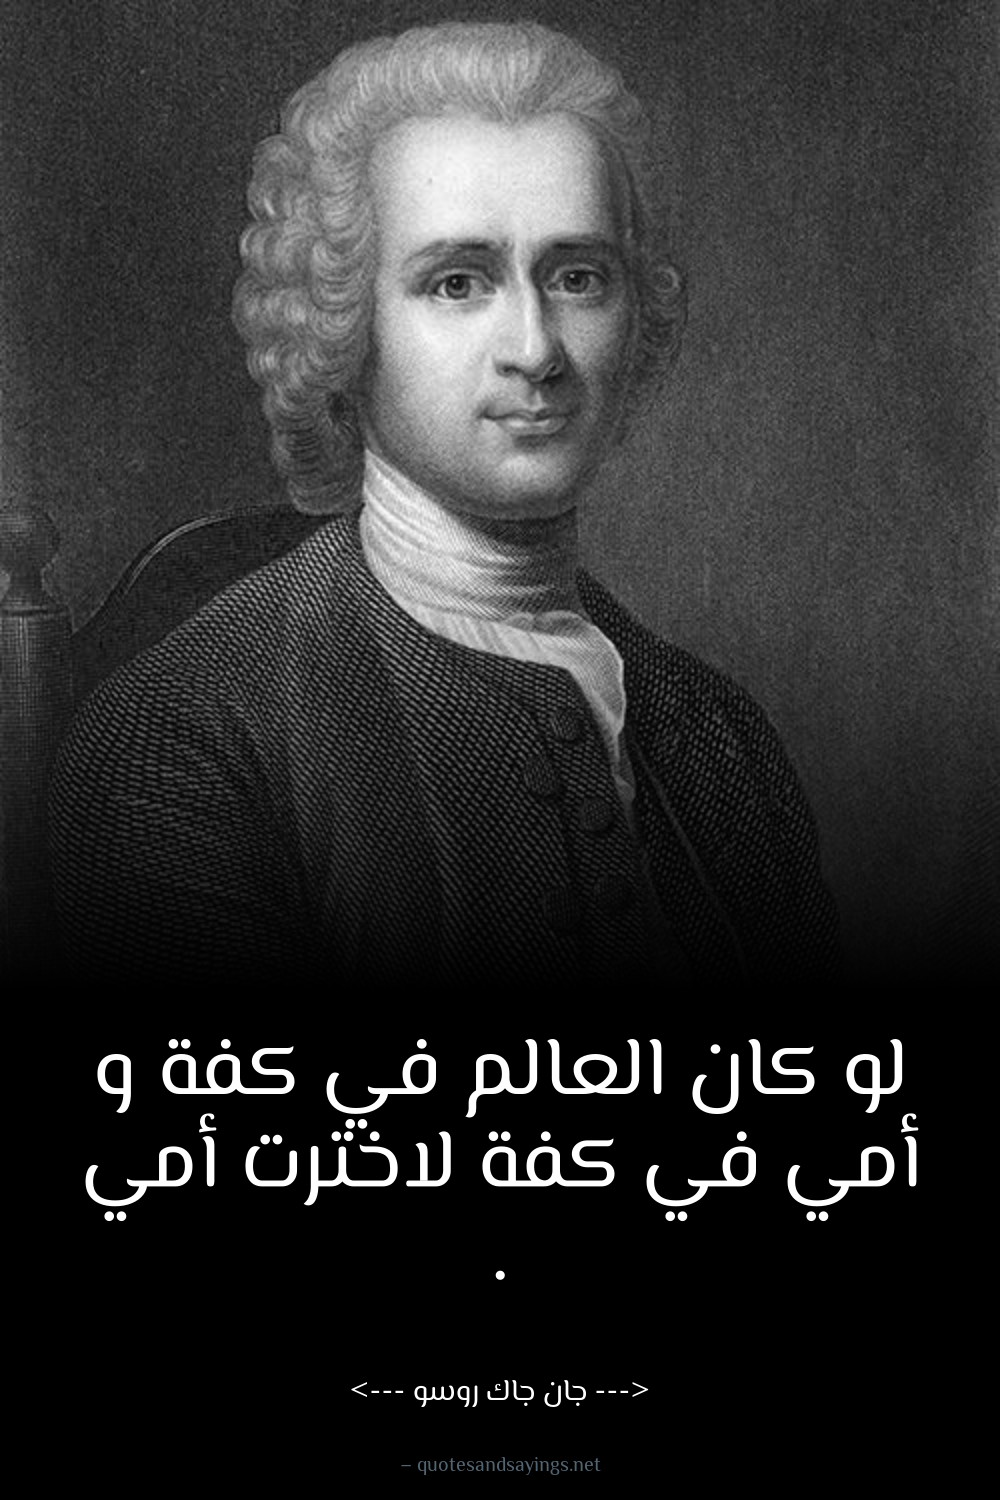 لو كان العالم في كفة و
أمي في كفة لاخترت أمي
.
<--- جان جاك روسو --->
– quotesandsayings.net